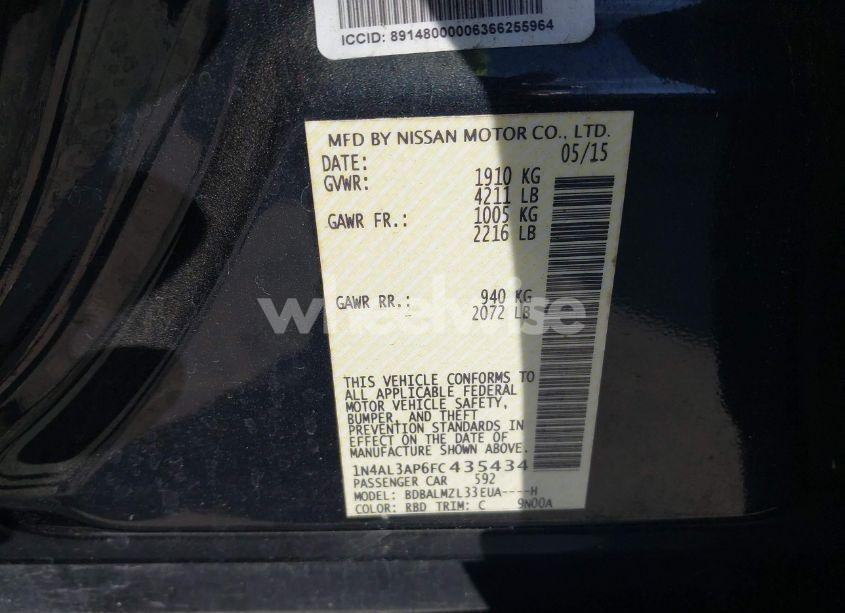 ICCID: 89148000006366255964
MFD BY NISSAN MOTOR CO., LTD.
DATE: 05/15
GVWR: 1910 KG
4211 LB
GAWR FR.: 1005 KG
2216 LB
GAWR RR.: 940 KG
2072 LB
wheelwise
THIS VEHICLE CONFORMS TO
ALL APPLICABLE FEDERAL
MOTOR VEHICLE SAFETY,
BUMPER, AND THEFT
PREVENTION STANDARDS IN
EFFECT ON THE DATE OF
MANUFACTURE SHOWN ABOVE.
1N4AL3AP6FC435434
PASSENGER CAR 592
MODEL: BDBALMZL33EUA----H
COLOR: RBD TRIM: C 9N00A